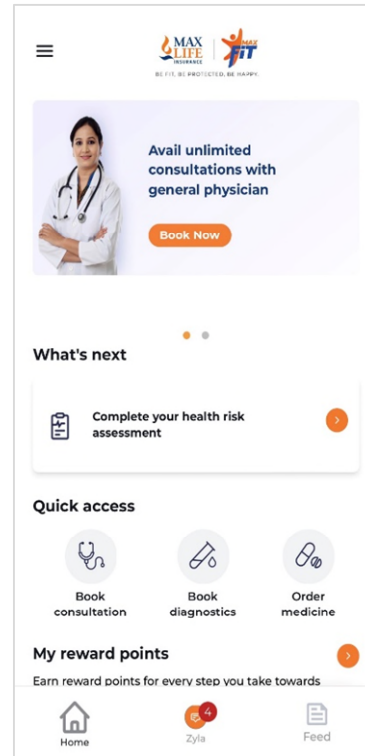 MAX
LIFE
INSURANCE
MAX
FiT
BE FIT, BE PROTECTED, BE HAPPY.
Avail unlimited
consultations with
general physician
Book Now
What's next
Complete your health risk
assessment
Quick access
Book
consultation
Book
diagnostics
Order
medicine
My reward points
Earn reward points for every step you take towards
Home
4
Zyla
Feed